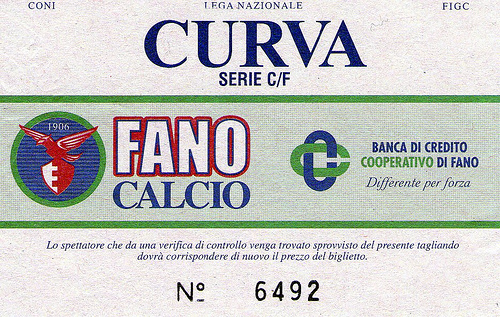 CONI LEGA NAZIONALE FIGC
CURVA
SERIE C/F
1906
FANO
CALCIO
BANCA DI CREDITO
COOPERATIVO DI FANO
Differente per forza
Lo spettatore che da una verifica di controllo venga trovato sprovvisto del presente tagliando
dovrà corrispondere di nuovo il prezzo del biglietto.
Nº 6492